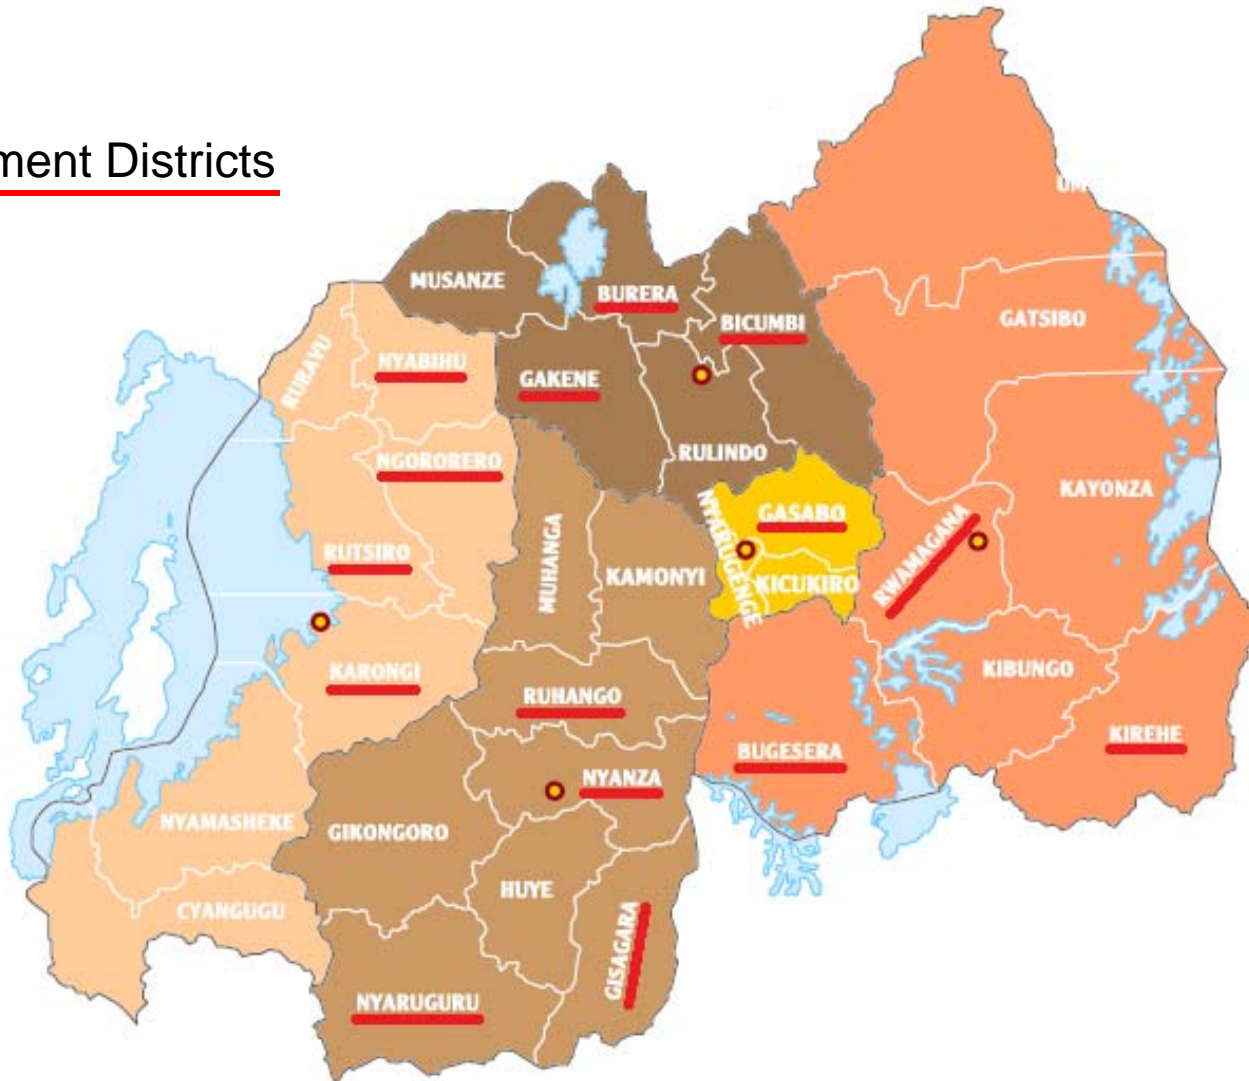 ment Districts
UM
MUSANZE
BURERA
BICUMBI
GATSIBO
RUBAVU
NYABIHU
GAKENE
RULINDO
NGORORERO
KAYONZA
NYARUGENGE
GASABO
RWAMAGANA
RUTSIRO
MUHANGA
KAMONYI
KICUKIRO
KARONGI
RUHANGO
KIBUNGO
KIREHE
BUGESERA
NYANZA
NYAMASHEKE
GIKONGORO
HUYE
CYANGUGU
GISAGARA
NYARUGURU